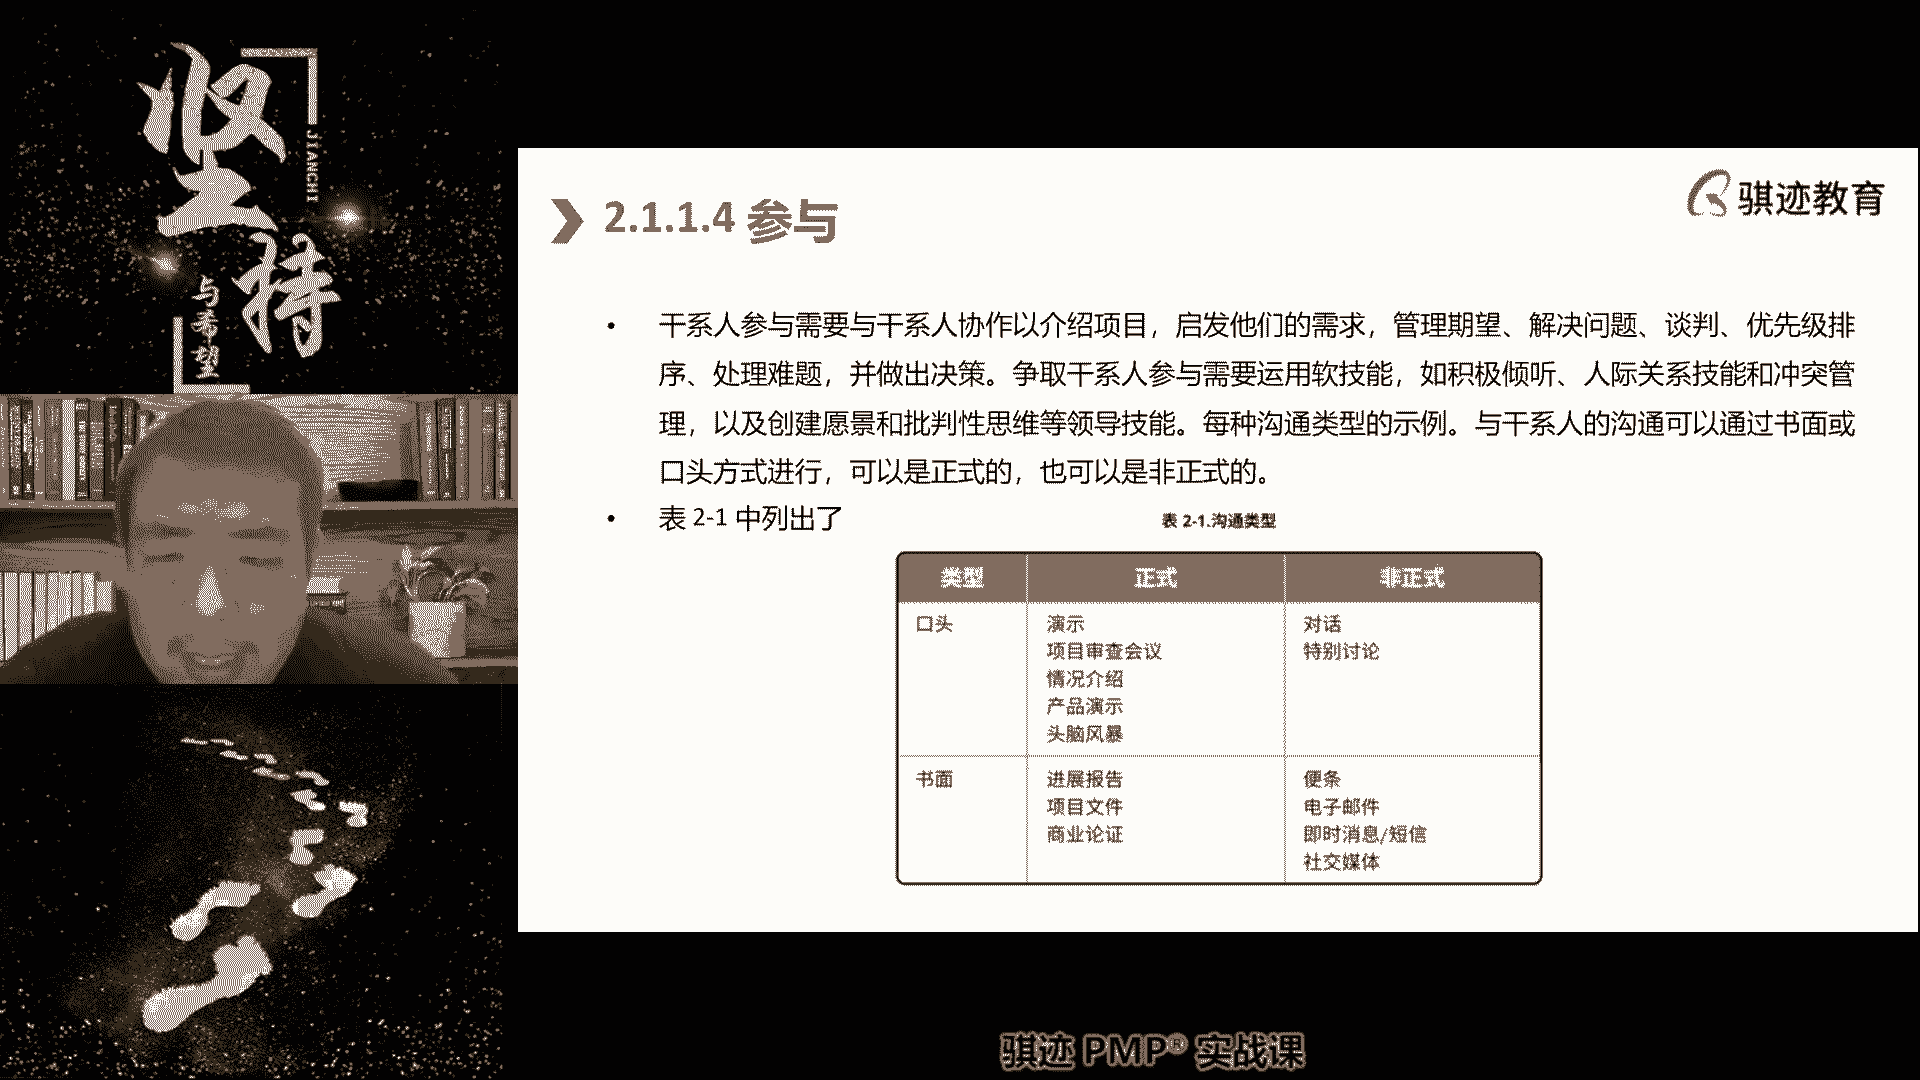 坚
JIANCHI
持
与希望
骐迹教育
2.1.1.4 参与
• 干系人参与需要与干系人协作以介绍项目，启发他们的需求，管理期望、解决问题、谈判、优先级排
序、处理难题，并做出决策。争取干系人参与需要运用软技能，如积极倾听、人际关系技能和冲突管
理，以及创建愿景和批判性思维等领导技能。每种沟通类型的示例。与干系人的沟通可以通过书面或
口头方式进行，可以是正式的，也可以是非正式的。
• 表 2-1 中列出了
表 2-1.沟通类型
类型 正式 非正式
口头 演示 对话
项目审查会议 特别讨论
情况介绍
产品演示
头脑风暴
书面 进展报告 便条
项目文件 电子邮件
商业论证 即时消息/短信
社交媒体
骐迹 PMP® 实战课